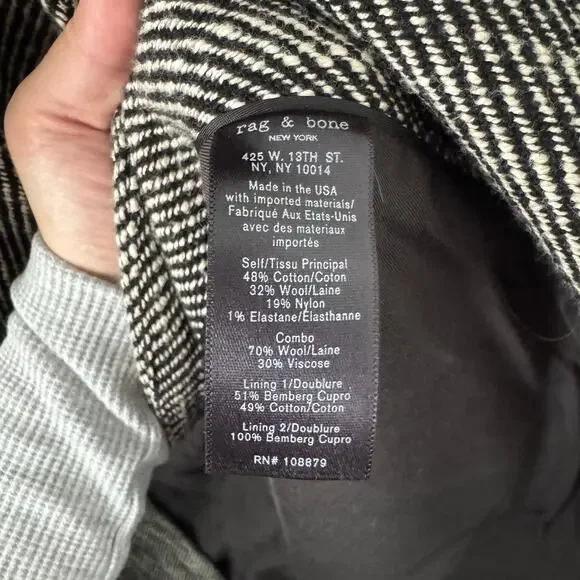 rag & bone
NEW YORK
425 W. 13TH ST.
NY, NY 10014
Made in the USA
with imported materials/
Fabriqué Aux Etats-Unis
avec des materiaux
importés
Self/Tissu Principal
48% Cotton/Coton
32% Wool/Laine
19% Nylon
1% Elastane/Élasthanne
Combo
70% Wool/Laine
30% Viscose
Lining 1/Doublure
51% Bemberg Cupro
49% Cotton/Coton
Lining 2/Doublure
100% Bemberg Cupro
RN# 108879